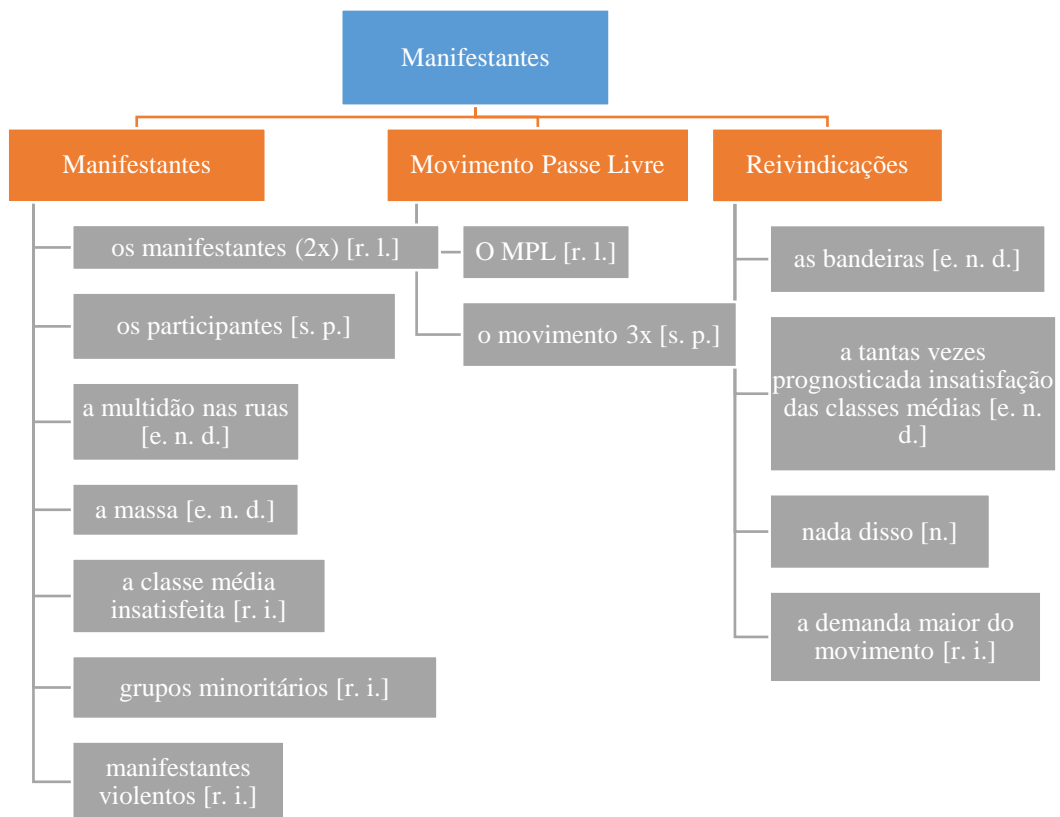 Manifestantes
Manifestantes
os manifestantes (2x) [r. l.]
os participantes [s. p.]
a multidão nas ruas
[e. n. d.]
a massa [e. n. d.]
a classe média
insatisfeita [r. i.]
grupos minoritários [r. i.]
manifestantes
violentos [r. i.]
Movimento Passe Livre
O MPL [r. l.]
o movimento 3x [s. p.]
Reivindicações
as bandeiras [e. n. d.]
a tantas vezes
prognosticada insatisfação
das classes médias [e. n.
d.]
nada disso [n.]
a demanda maior do
movimento [r. i.]